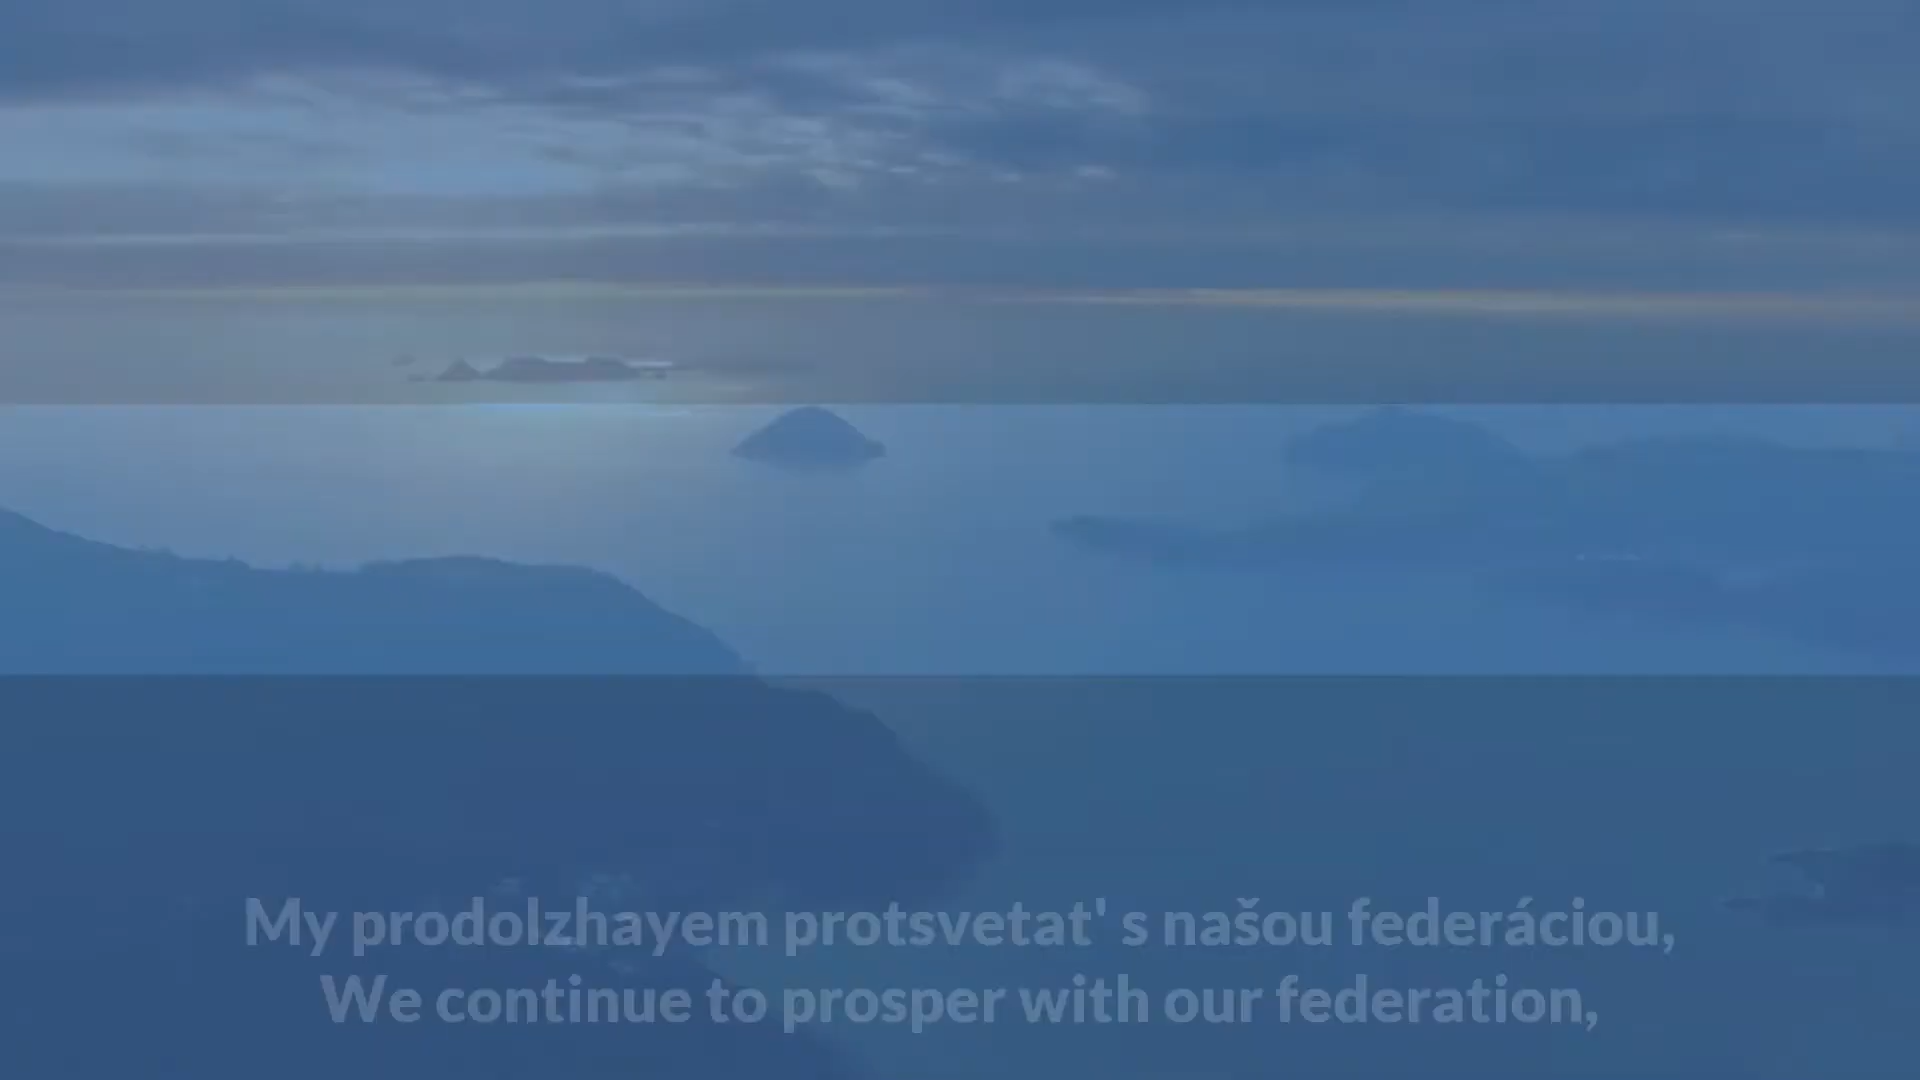 My prodolzhayem protsvetat' s našou federáciou,
We continue to prosper with our federation,